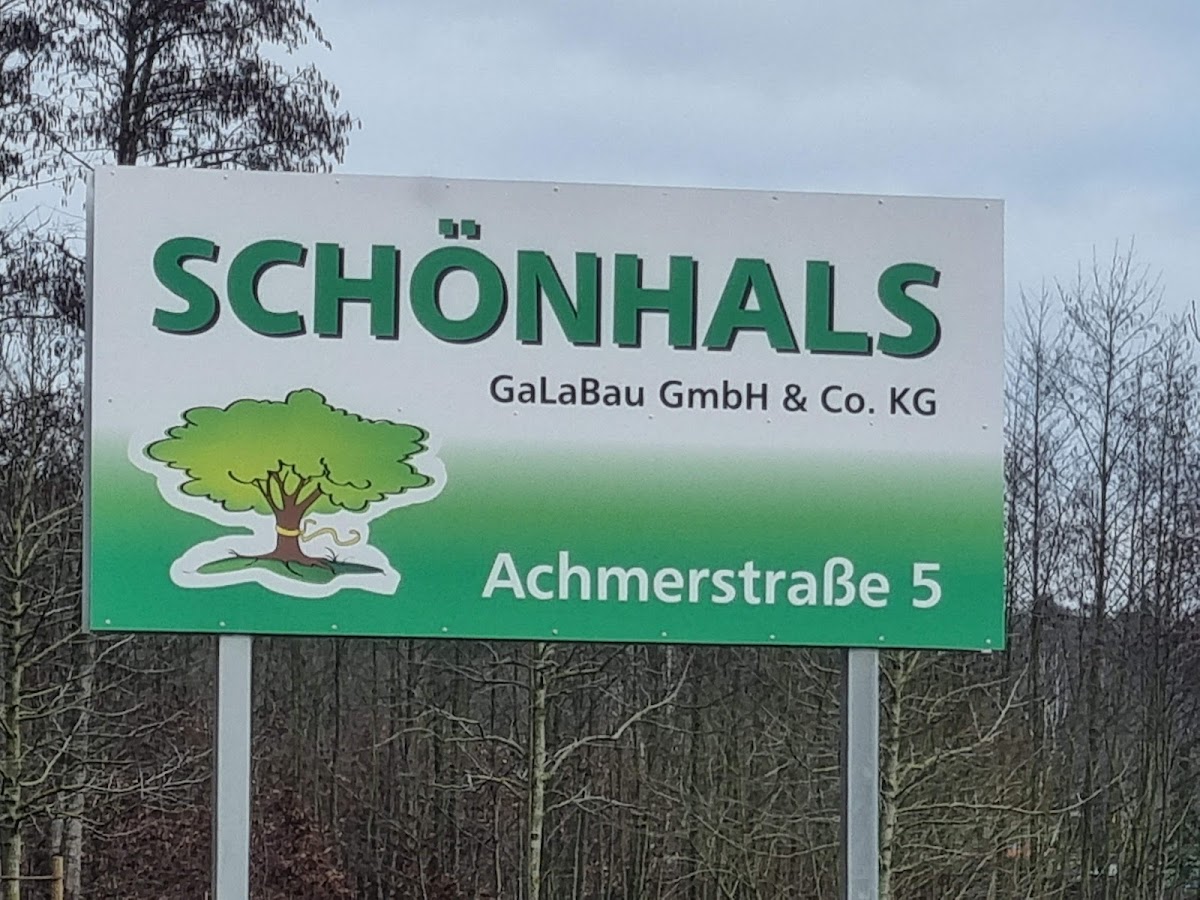 SCHÖNHALS
GaLaBau GmbH & Co. KG
Achmerstraße 5